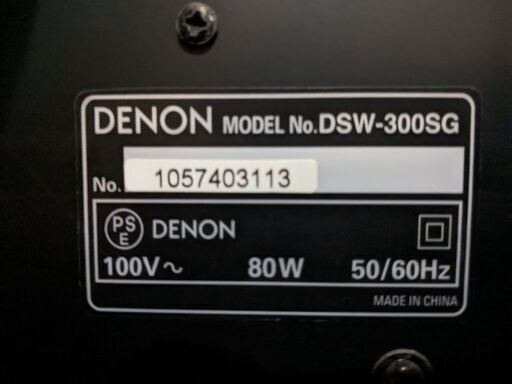 DENON MODEL No.DSW-300SG
No. 1057403113
PS E DENON
100V~ 80W 50/60Hz
MADE IN CHINA